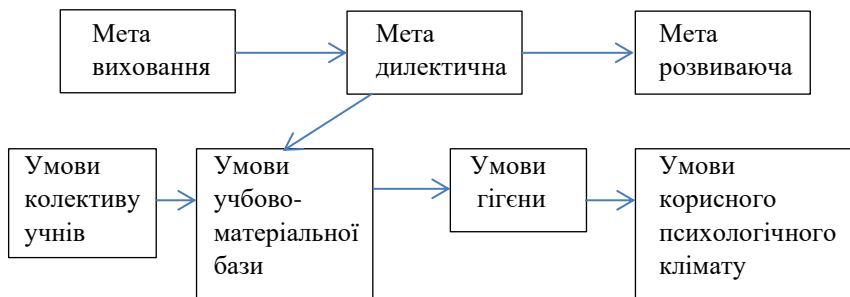 Мета
виховання
Мета
дилектична
Мета
розвиваюча
Умови
колективу
учнів
Умови
учбово-
матеріальної
бази
Умови
гігєни
Умови
корисного
психологічного
клімату